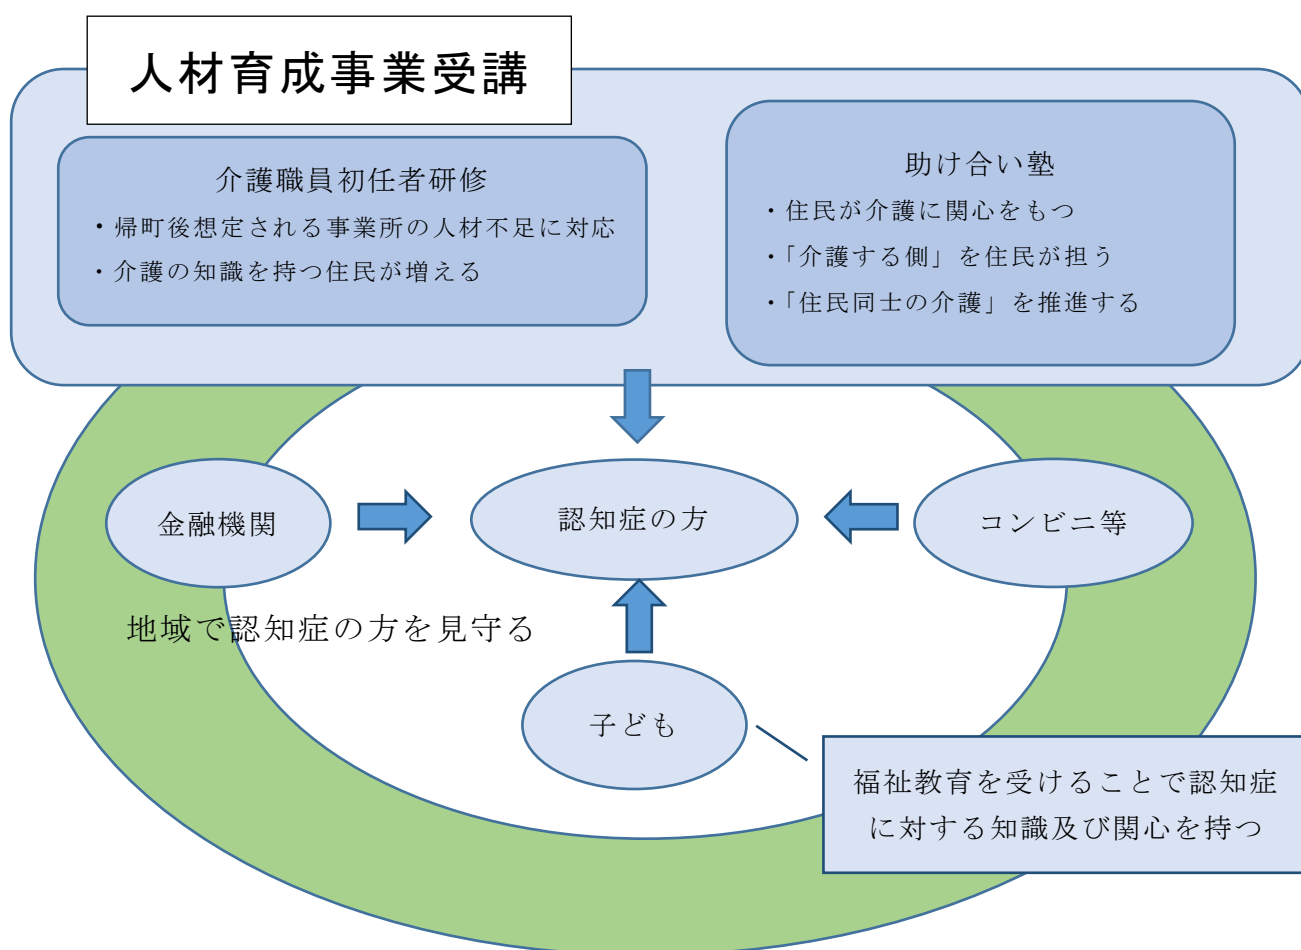 人材育成事業受講
介護職員初任者研修
・帰町後想定される事業所の人材不足に対応
・介護の知識を持つ住民が増える
助け合い塾
・住民が介護に関心をもつ
・「介護する側」を住民が担う
・「住民同士の介護」を推進する
金融機関
認知症の方
コンビニ等
地域で認知症の方を見守る
子ども
福祉教育を受けることで認知症
に対する知識及び関心を持つ